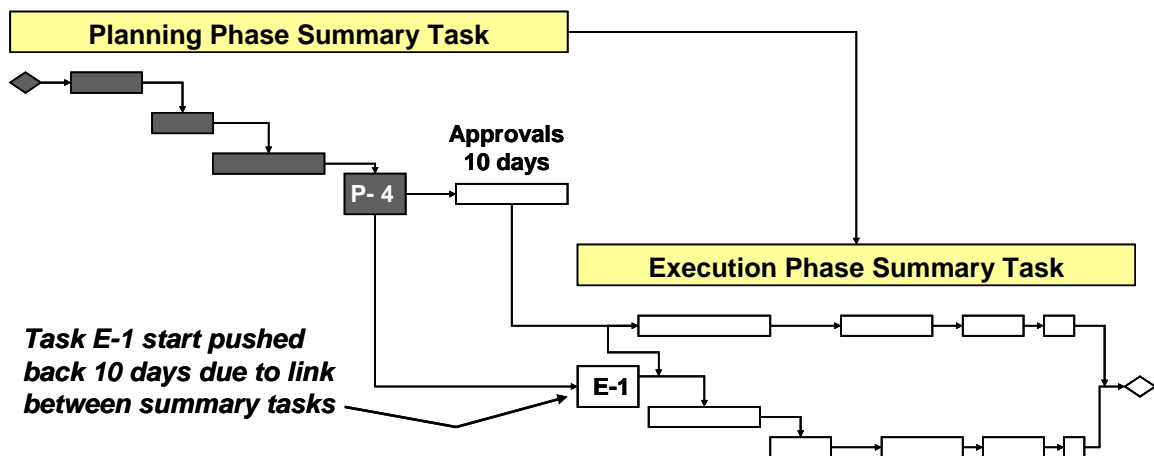 Planning Phase Summary Task
Approvals
10 days
P- 4
Execution Phase Summary Task
Task E-1 start pushed
back 10 days due to link
between summary tasks
E-1